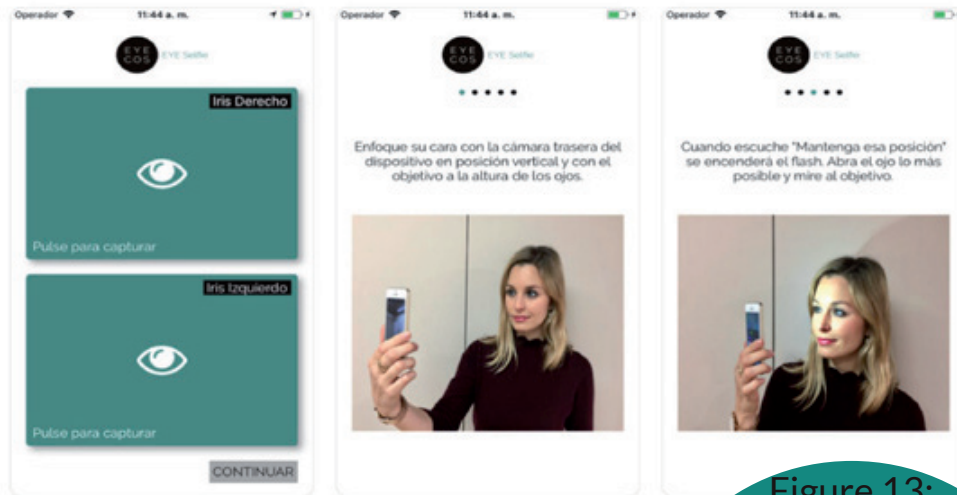 Operador 11:44 a. m.
EYE
COS
EYE Selfie
Iris Derecho
Pulse para capturar
Iris Izquierdo
Pulse para capturar
CONTINUAR
Operador 11:44 a. m.
EYE
COS
EYE Selfie
Enfoque su cara con la cámara trasera del
dispositivo en posición vertical y con el
objetivo a la altura de los ojos.
Operador 11:44 a. m.
EYE
COS
EYE Selfie
Cuando escuche "Mantenga esa posición"
se encenderá el flash. Abra el ojo lo más
posible y mire al objetivo.
Figure 13: